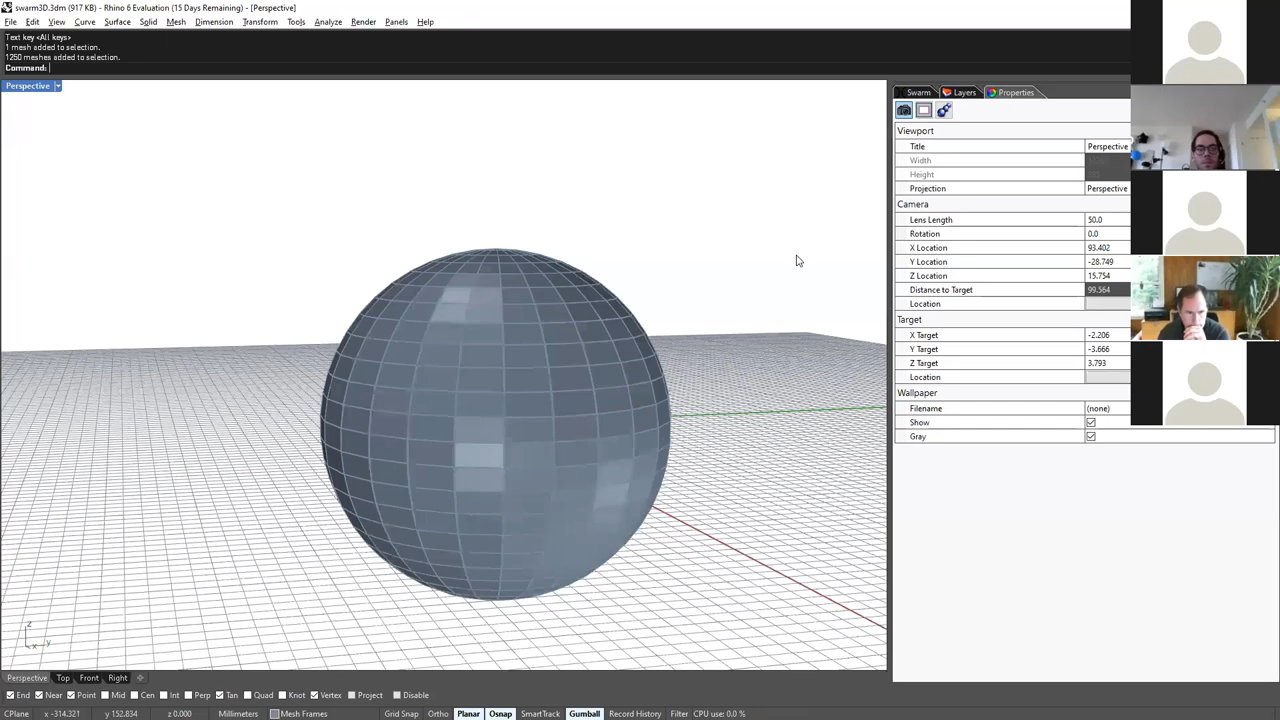 swarm3D.3dm (917 KB) - Rhino 6 Evaluation (15 Days Remaining) - [Perspective]
File Edit View Curve Surface Solid Mesh Dimension Transform Tools Analyze Render Panels Help
Text key <All keys>
1 mesh added to selection.
1250 meshes added to selection.
Command:
Perspective
Swarm Layers Properties
Viewport
Title Perspective
Width
Height
Projection Perspective
Camera
Lens Length 50.0
Rotation 0.0
X Location 93.402
Y Location -28.749
Z Location 15.754
Distance to Target 99.564
Location
Target
X Target -2.206
Y Target -3.666
Z Target 3.793
Location
Wallpaper
Filename (none)
Show
Gray
z
x y
Perspective Top Front Right
End Near Point Mid Cen Int Perp Tan Quad Knot Vertex Project Disable
CPlane x -314.321 y 152.834 z 0.000 Millimeters Mesh Frames Grid Snap Ortho Planar Osnap SmartTrack Gumball Record History Filter CPU use: 0.0 %